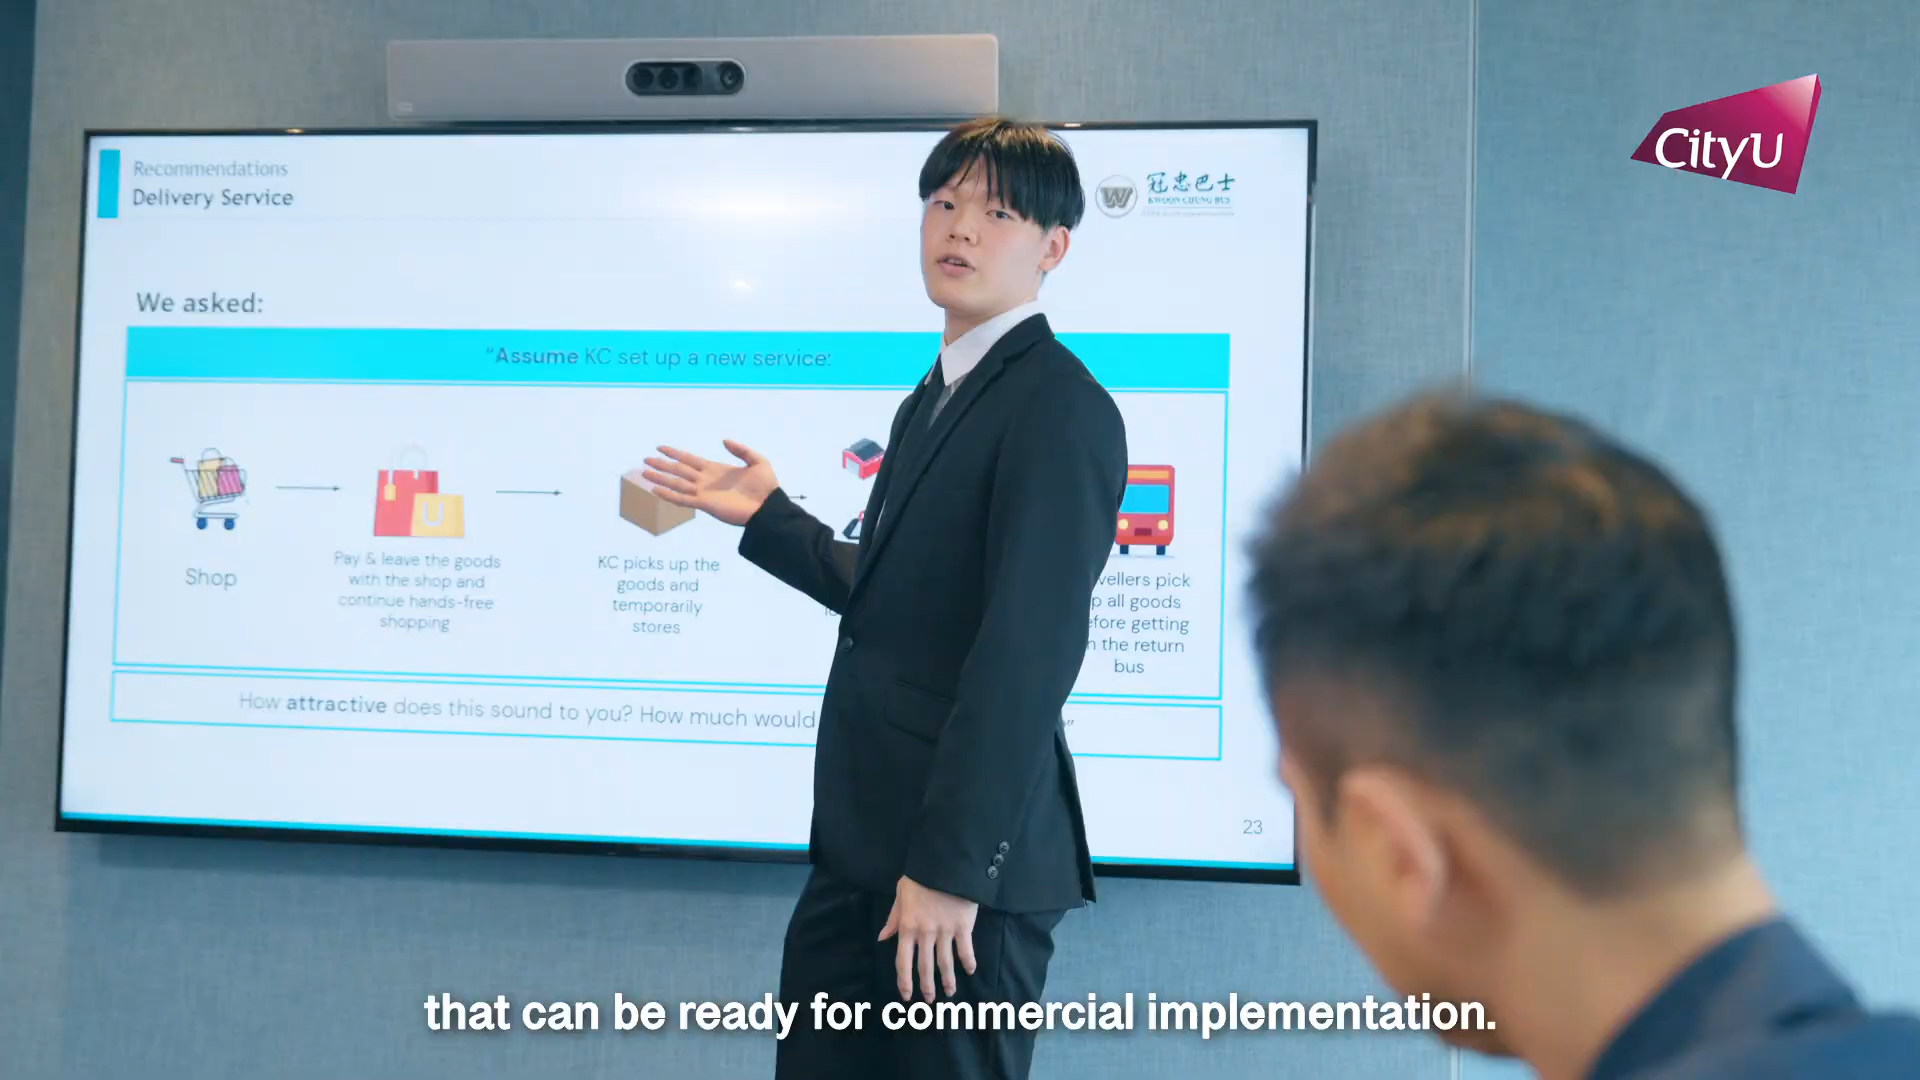 CityU
Recommendations
Delivery Service
冠忠巴士
KWOON CHUNG BUS
We asked:
"Assume KC set up a new service:
Shop
Pay & leave the goods
with the shop and
continue hands-free
shopping
KC picks up the
goods and
temporarily
stores
vellers pick
p all goods
efore getting
n the return
bus
How attractive does this sound to you? How much would
23
that can be ready for commercial implementation.